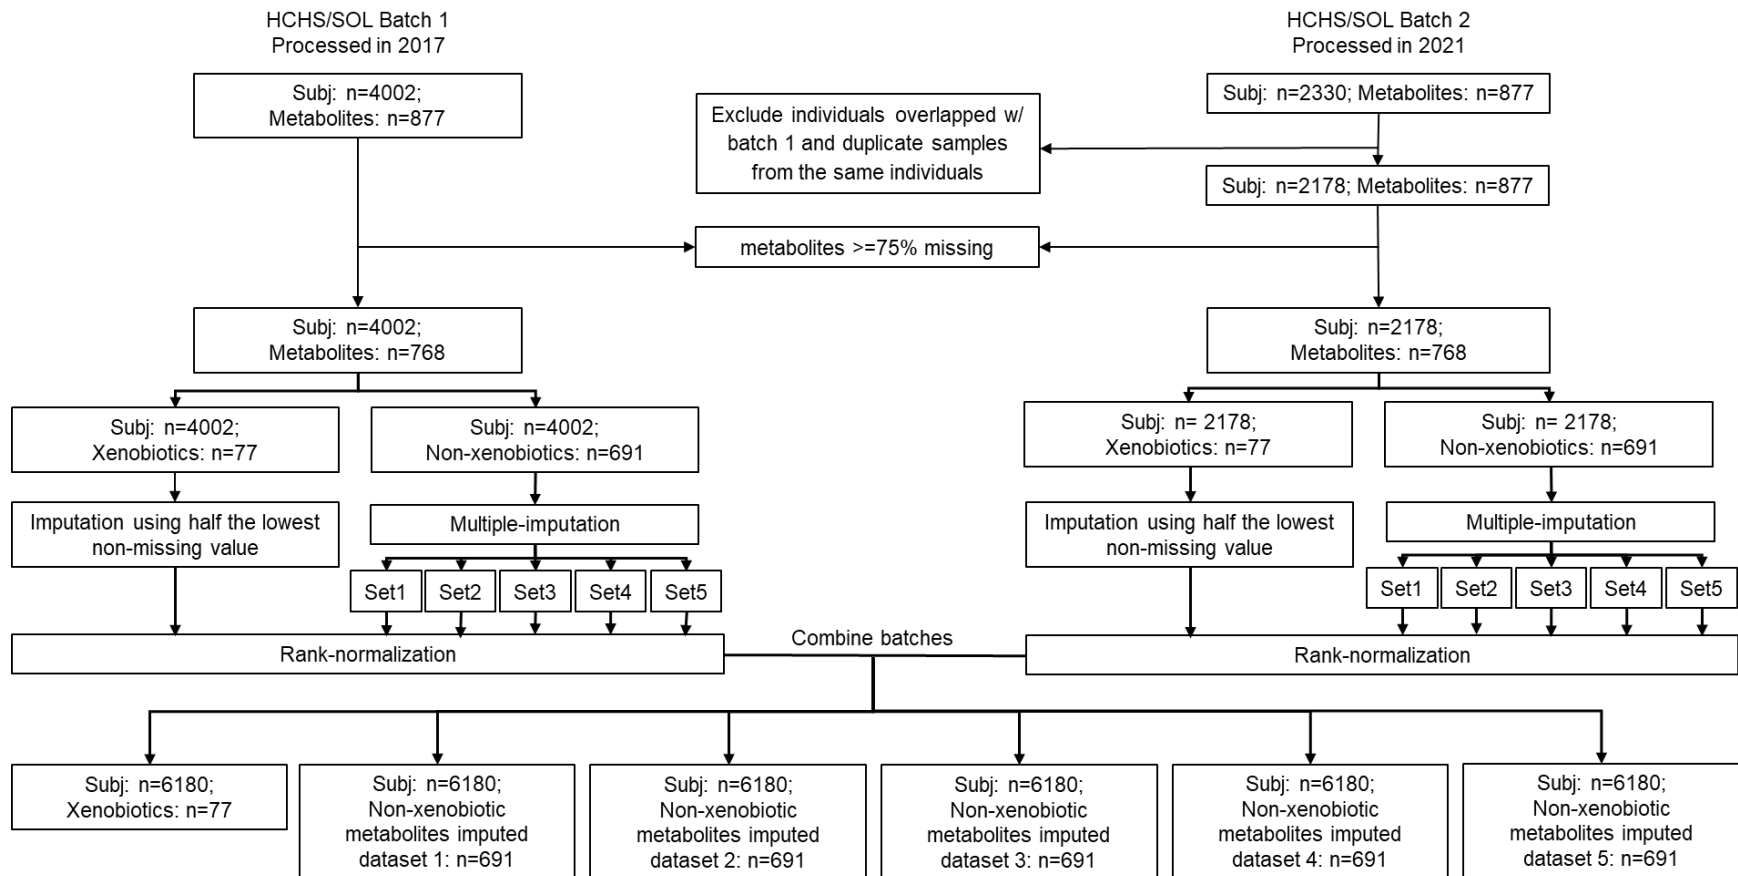 HCHS/SOL Batch 1
Processed in 2017
HCHS/SOL Batch 2
Processed in 2021
Subj: n=4002;
Metabolites: n=877
Subj: n=2330; Metabolites: n=877
Exclude individuals overlapped w/
batch 1 and duplicate samples
from the same individuals
Subj: n=2178; Metabolites: n=877
metabolites >=75% missing
Subj: n=4002;
Metabolites: n=768
Subj: n=2178;
Metabolites: n=768
Subj: n=4002;
Xenobiotics: n=77
Subj: n=4002;
Non-xenobiotics: n=691
Subj: n= 2178;
Xenobiotics: n=77
Subj: n= 2178;
Non-xenobiotics: n=691
Imputation using half the lowest
non-missing value
Multiple-imputation
Imputation using half the lowest
non-missing value
Multiple-imputation
Set1 Set2 Set3 Set4 Set5
Set1 Set2 Set3 Set4 Set5
Rank-normalization
Combine batches
Rank-normalization
Subj: n=6180;
Xenobiotics: n=77
Subj: n=6180;
Non-xenobiotic
metabolites imputed
dataset 1: n=691
Subj: n=6180;
Non-xenobiotic
metabolites imputed
dataset 2: n=691
Subj: n=6180;
Non-xenobiotic
metabolites imputed
dataset 3: n=691
Subj: n=6180;
Non-xenobiotic
metabolites imputed
dataset 4: n=691
Subj: n=6180;
Non-xenobiotic
metabolites imputed
dataset 5: n=691